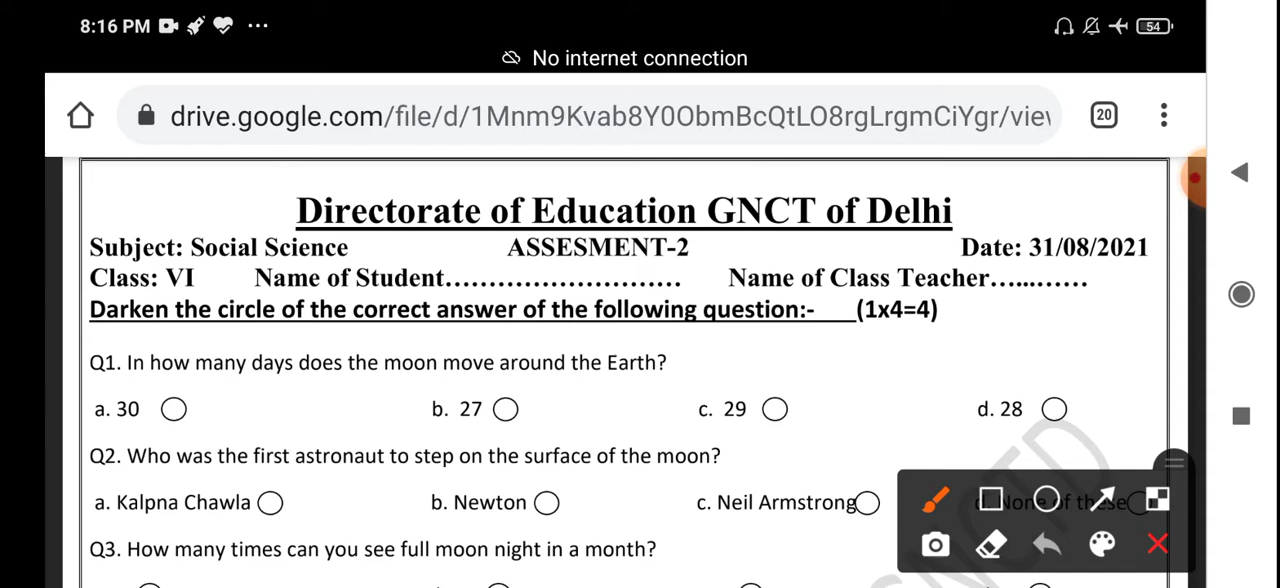 8:16 PM ... 54
No internet connection
drive.google.com/file/d/1Mnm9Kvab8Y0ObmBcQtLO8rgLrgmCiYgr/view 20
Directorate of Education GNCT of Delhi
Subject: Social Science ASSESMENT-2 Date: 31/08/2021
Class: VI Name of Student........................... Name of Class Teacher…...……
Darken the circle of the correct answer of the following question:- (1x4=4)
Q1. In how many days does the moon move around the Earth?
a. 30 b. 27 c. 29 d. 28
Q2. Who was the first astronaut to step on the surface of the moon?
a. Kalpna Chawla b. Newton c. Neil Armstrong d. None of these
Q3. How many times can you see full moon night in a month?